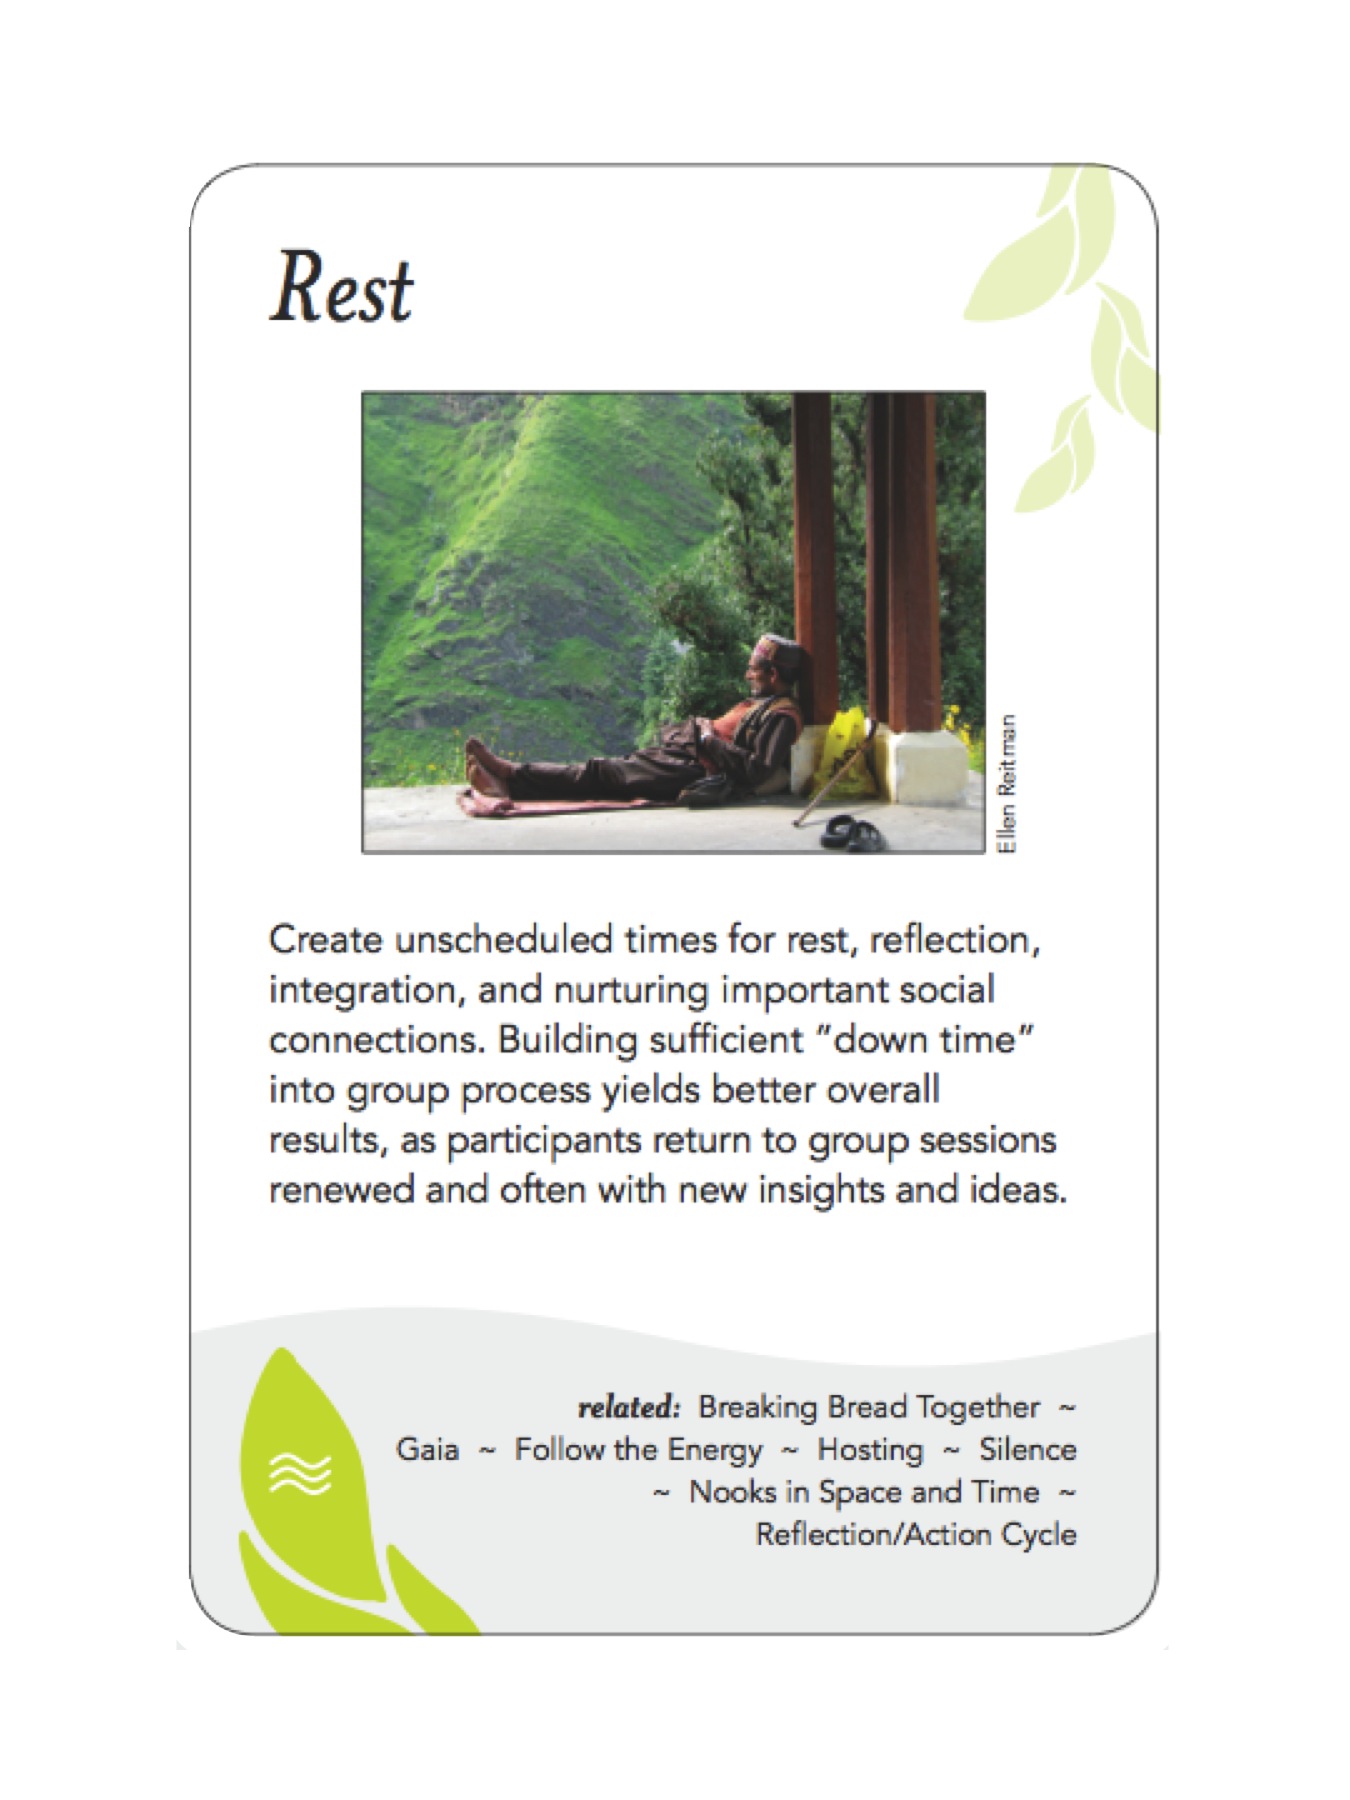 Rest
Ellen Reitman
Create unscheduled times for rest, reflection,
integration, and nurturing important social
connections. Building sufficient “down time”
into group process yields better overall
results, as participants return to group sessions
renewed and often with new insights and ideas.
related: Breaking Bread Together ~
Gaia ~ Follow the Energy ~ Hosting ~ Silence
~ Nooks in Space and Time ~
Reflection/Action Cycle